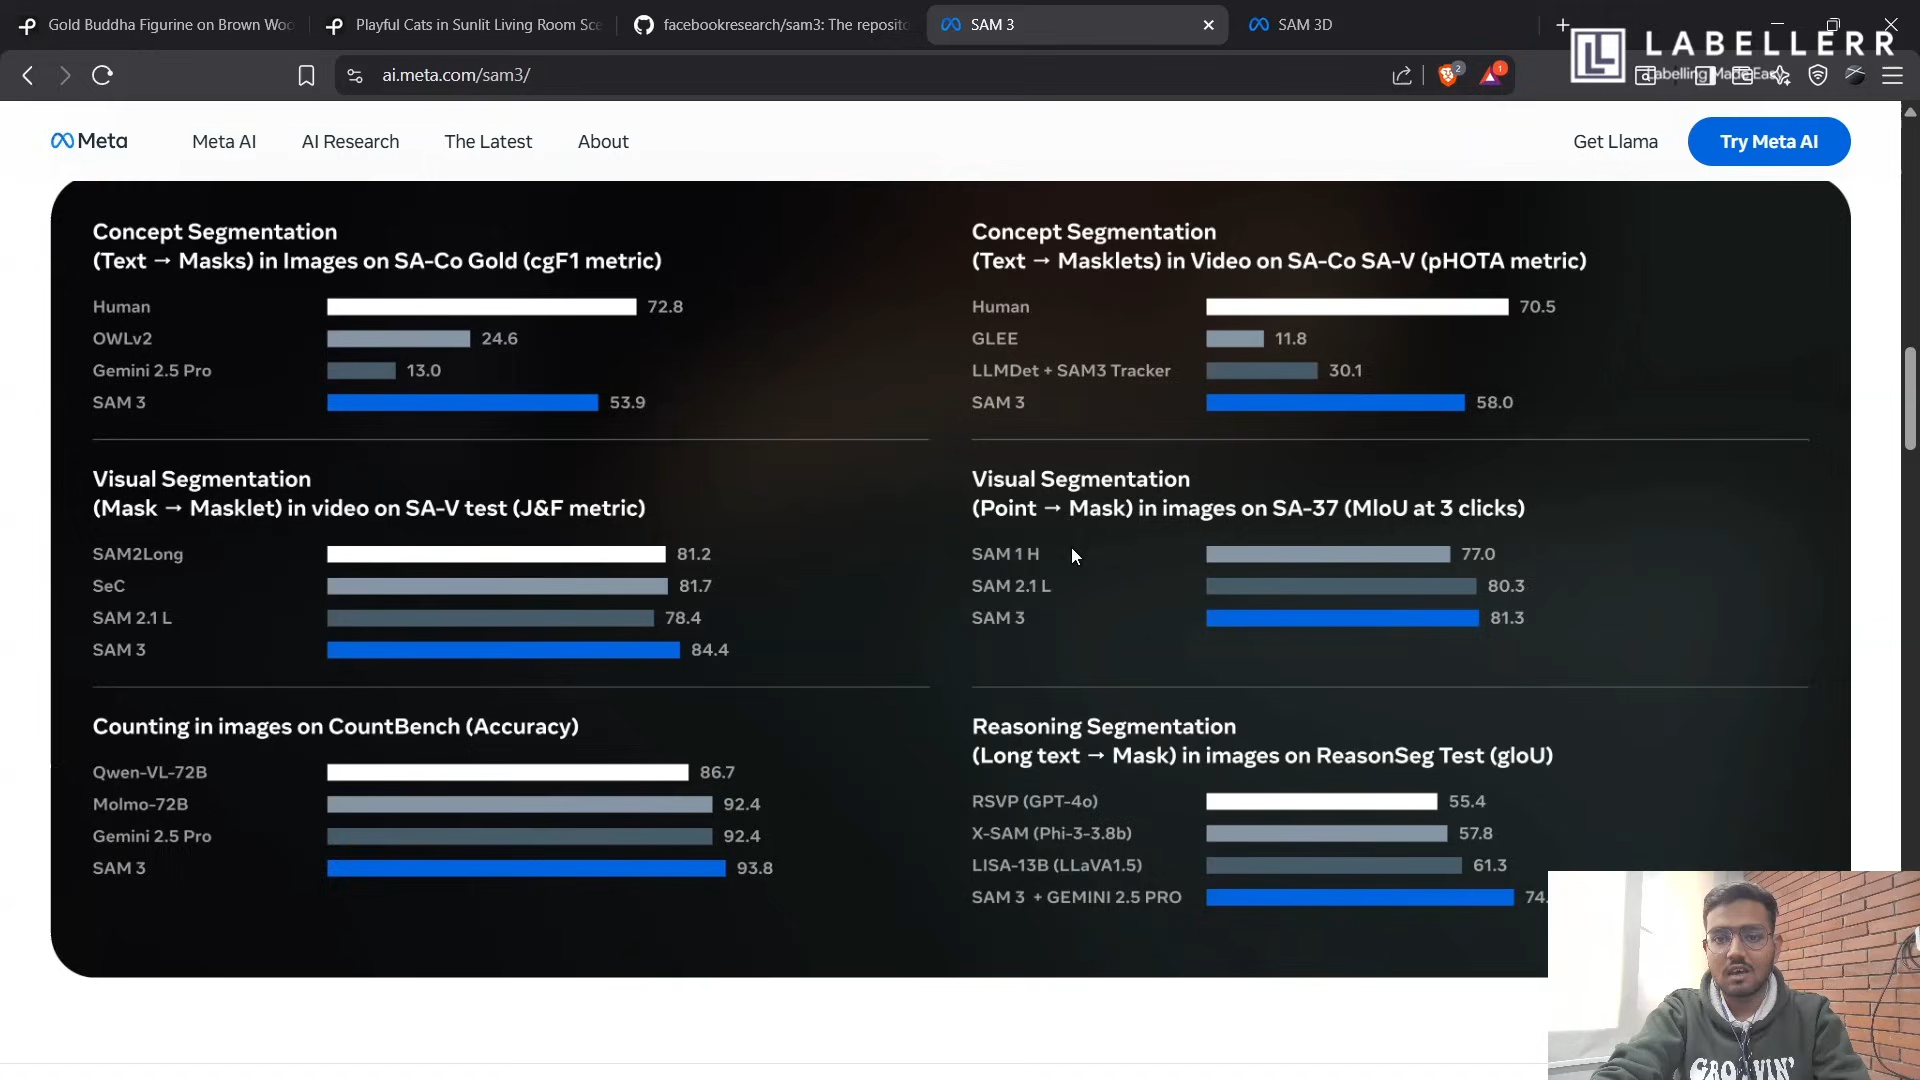 Gold Buddha Figurine on Brown Woo
Playful Cats in Sunlit Living Room Sce
facebookresearch/sam3: The reposito
SAM 3
SAM 3D
LABELLERR
Labelling Made Easy
ai.meta.com/sam3/
2
1
Meta
Meta AI
AI Research
The Latest
About
Get Llama
Try Meta AI
Concept Segmentation
(Text → Masks) in Images on SA-Co Gold (cgF1 metric)
Human 72.8
OWLv2 24.6
Gemini 2.5 Pro 13.0
SAM 3 53.9
Concept Segmentation
(Text → Masklets) in Video on SA-Co SA-V (pHOTA metric)
Human 70.5
GLEE 11.8
LLMDet + SAM3 Tracker 30.1
SAM 3 58.0
Visual Segmentation
(Mask → Masklet) in video on SA-V test (J&F metric)
SAM2Long 81.2
SeC 81.7
SAM 2.1 L 78.4
SAM 3 84.4
Visual Segmentation
(Point → Mask) in images on SA-37 (MIoU at 3 clicks)
SAM 1 H 77.0
SAM 2.1 L 80.3
SAM 3 81.3
Counting in images on CountBench (Accuracy)
Qwen-VL-72B 86.7
Molmo-72B 92.4
Gemini 2.5 Pro 92.4
SAM 3 93.8
Reasoning Segmentation
(Long text → Mask) in images on ReasonSeg Test (gIoU)
RSVP (GPT-4o) 55.4
X-SAM (Phi-3-3.8b) 57.8
LISA-13B (LLaVA1.5) 61.3
SAM 3 + GEMINI 2.5 PRO 74.